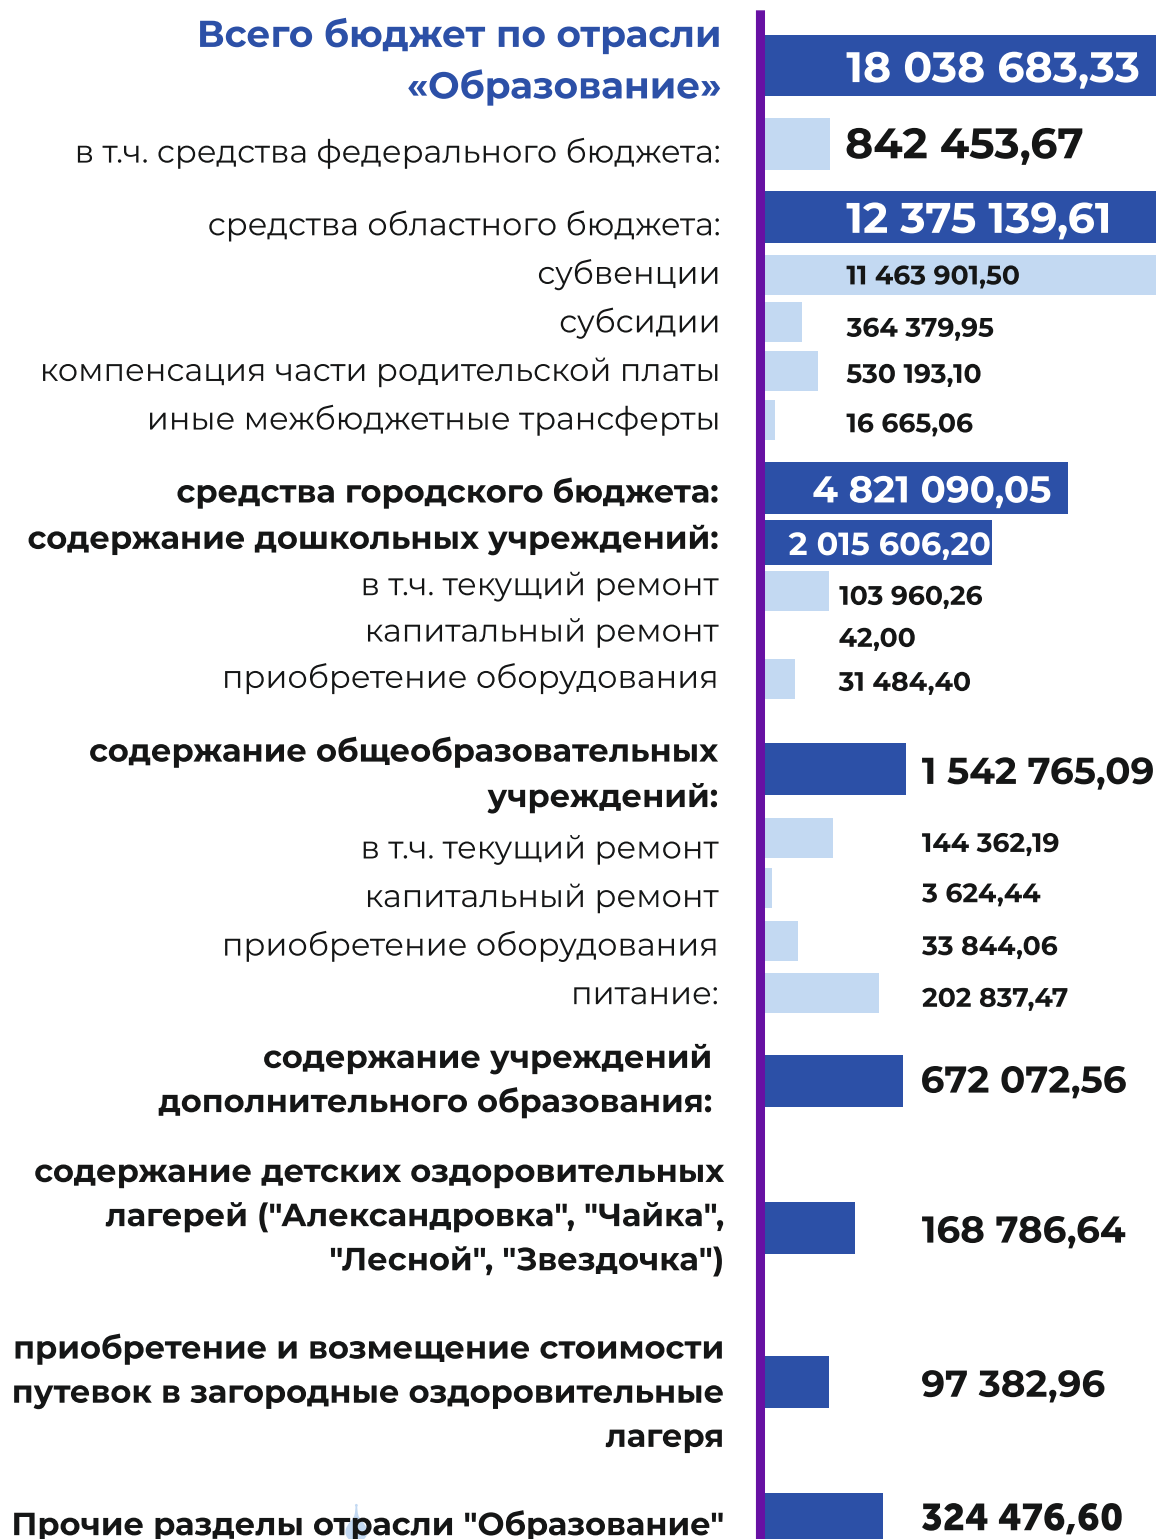 Всего бюджет по отрасли
«Образование»
18 038 683,33
в т.ч. средства федерального бюджета:
842 453,67
средства областного бюджета:
12 375 139,61
субвенции
11 463 901,50
субсидии
364 379,95
компенсация части родительской платы
530 193,10
иные межбюджетные трансферты
16 665,06
средства городского бюджета:
4 821 090,05
содержание дошкольных учреждений:
2 015 606,20
в т.ч. текущий ремонт
103 960,26
капитальный ремонт
42,00
приобретение оборудования
31 484,40
содержание общеобразовательных
учреждений:
1 542 765,09
в т.ч. текущий ремонт
144 362,19
капитальный ремонт
3 624,44
приобретение оборудования
33 844,06
питание:
202 837,47
содержание учреждений
дополнительного образования:
672 072,56
содержание детских оздоровительных
лагерей ("Александровка", "Чайка",
"Лесной", "Звездочка")
168 786,64
приобретение и возмещение стоимости
путевок в загородные оздоровительные
лагеря
97 382,96
Прочие разделы отрасли "Образование"
324 476,60